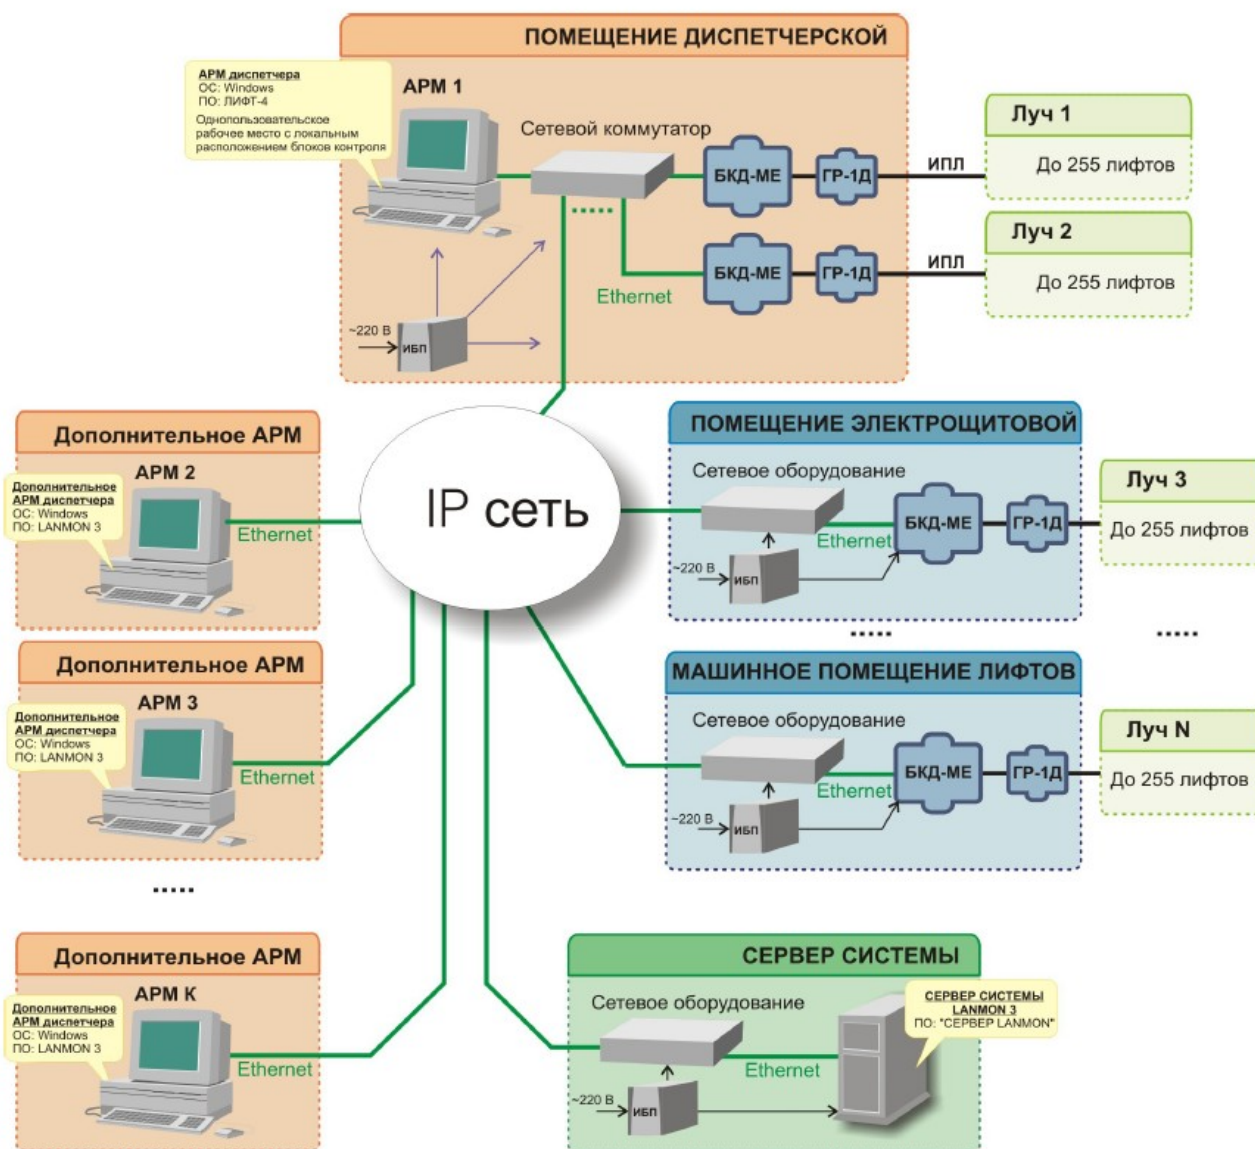 ПОМЕЩЕНИЕ ДИСПЕТЧЕРСКОЙ
АРМ диспетчера
ОС: Windows
ПО: ЛИФТ-4
Однопользовательское
рабочее место с локальным
расположением блоков контроля
АРМ 1
Сетевой коммутатор
БКД-МЕ
ГР-1Д
ИПЛ
Луч 1
До 255 лифтов
.....
Ethernet
БКД-МЕ
ГР-1Д
ИПЛ
Луч 2
До 255 лифтов
~220 В
ИБП
IP сеть
Дополнительное АРМ
АРМ 2
Дополнительное
АРМ диспетчера
ОС: Windows
ПО: LANMON 3
Ethernet
ПОМЕЩЕНИЕ ЭЛЕКТРОЩИТОВОЙ
Сетевое оборудование
Ethernet
БКД-МЕ
ГР-1Д
~220 В
ИБП
Луч 3
До 255 лифтов
.....
.....
Дополнительное АРМ
АРМ 3
Дополнительное
АРМ диспетчера
ОС: Windows
ПО: LANMON 3
Ethernet
.....
МАШИННОЕ ПОМЕЩЕНИЕ ЛИФТОВ
Сетевое оборудование
Ethernet
БКД-МЕ
ГР-1Д
~220 В
ИБП
Луч N
До 255 лифтов
Дополнительное АРМ
АРМ К
Дополнительное
АРМ диспетчера
ОС: Windows
ПО: LANMON 3
Ethernet
СЕРВЕР СИСТЕМЫ
Сетевое оборудование
Ethernet
СЕРВЕР СИСТЕМЫ
LANMON 3
ПО: "СЕРВЕР LANMON"
~220 В
ИБП